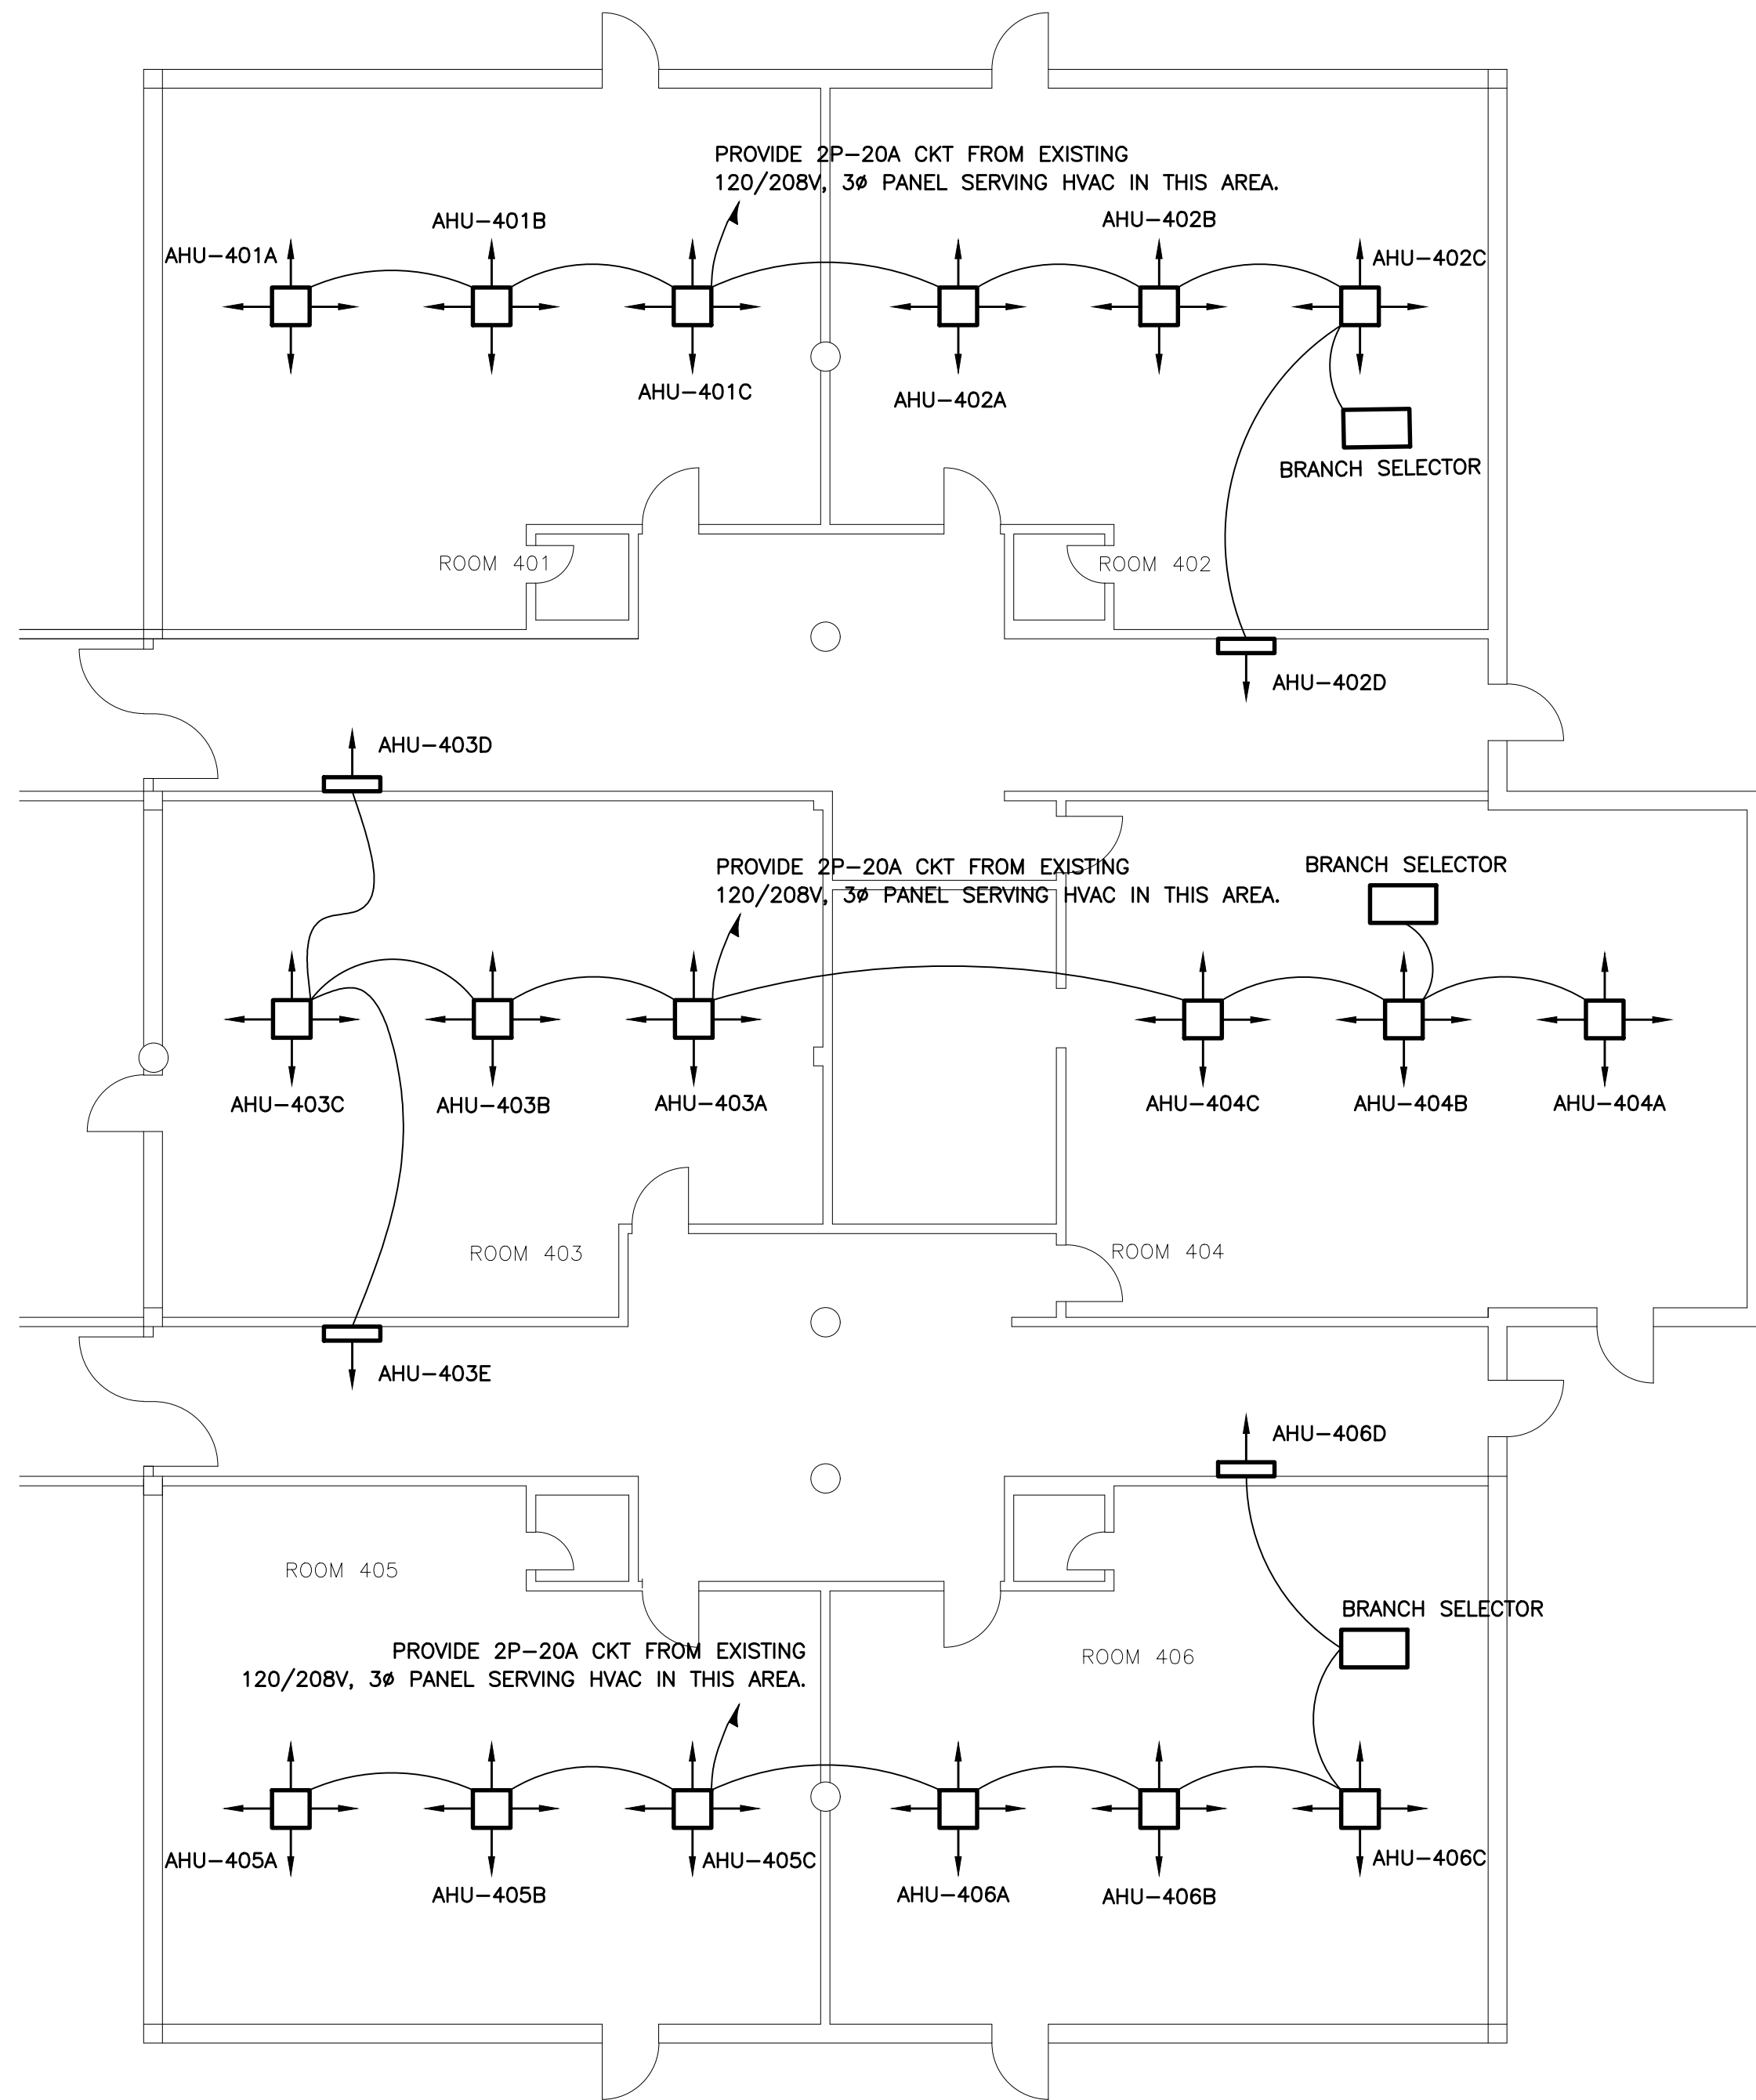 PROVIDE 2P-20A CKT FROM EXISTING
120/208V, 3ø PANEL SERVING HVAC IN THIS AREA.
AHU-401A
AHU-401B
AHU-402B
AHU-402C
AHU-401C
AHU-402A
BRANCH SELECTOR
ROOM 401
ROOM 402
AHU-402D
AHU-403D
PROVIDE 2P-20A CKT FROM EXISTING
120/208V, 3ø PANEL SERVING HVAC IN THIS AREA.
BRANCH SELECTOR
AHU-403C
AHU-403B
AHU-403A
AHU-404C
AHU-404B
AHU-404A
ROOM 403
ROOM 404
AHU-403E
AHU-406D
ROOM 405
BRANCH SELECTOR
PROVIDE 2P-20A CKT FROM EXISTING
120/208V, 3ø PANEL SERVING HVAC IN THIS AREA.
ROOM 406
AHU-405A
AHU-405B
AHU-405C
AHU-406A
AHU-406B
AHU-406C